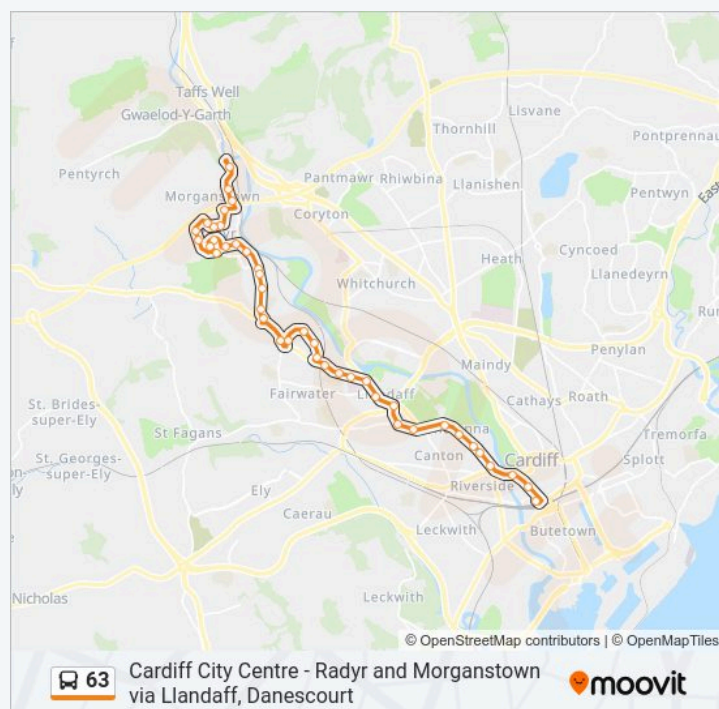 Taffs Well
Lisvane
Gwaelod-Y-Garth
Thornhill
Pontprennau
Pentyrch
Pantmawr
Rhiwbina
Llanishen
Morganstown
Pentwyn
East
Coryton
Cyncoed
Heath
Llanedeyrn
Whitchurch
Ru
Maindy
Penylan
Fairwater
Llandaff
Cathays
Roath
St. Brides-
super-Ely
St Fagans
Tremorfa
Canton
Cardiff
Splott
St. Georges-
super-Ely
Ely
Riverside
Caerau
Leckwith
Butetown
Nicholas
Leckwith
© OpenStreetMap contributors | © OpenMapTiles
63
Cardiff City Centre - Radyr and Morganstown
via Llandaff, Danescourt
moovit